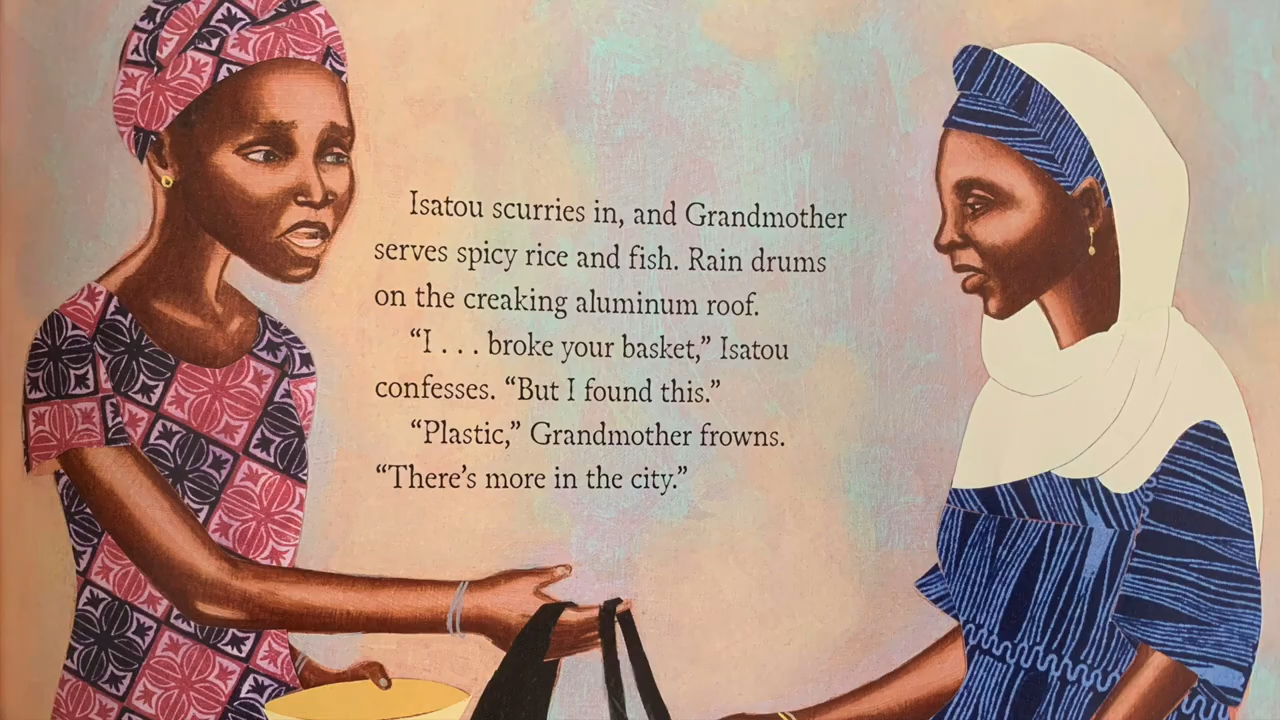 Isatou scurries in, and Grandmother
serves spicy rice and fish. Rain drums
on the creaking aluminum roof.
“I . . . broke your basket,” Isatou
confesses. “But I found this.”
“Plastic,” Grandmother frowns.
“There’s more in the city.”